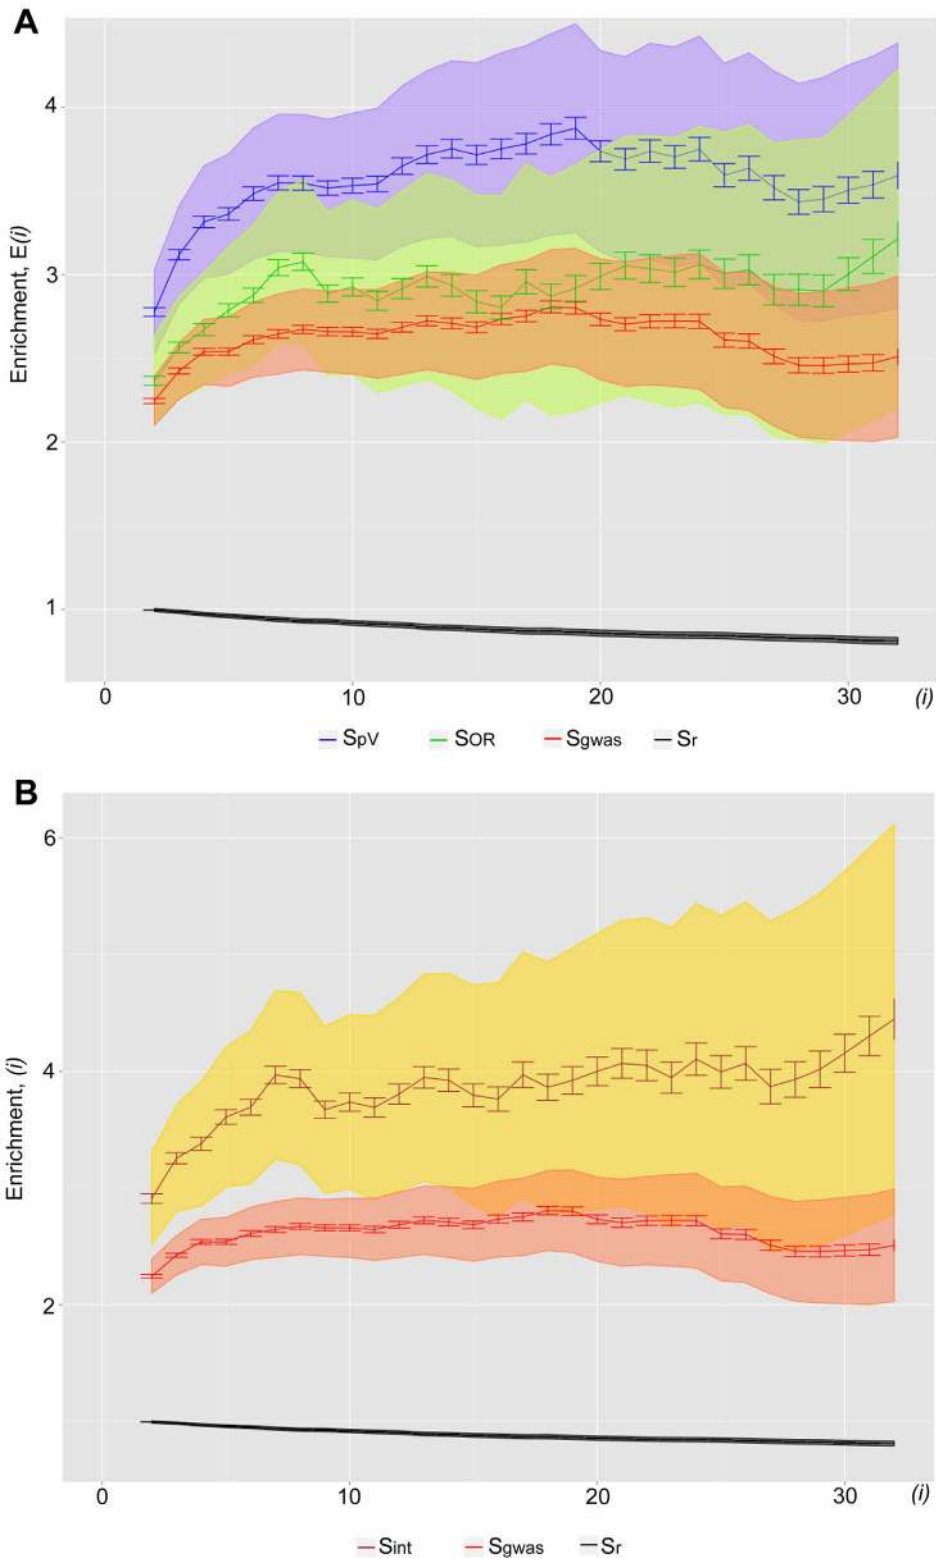 A
Enrichment, E(i)
4
3
2
1
0 10 20 30 (i)
SpV SOR Sgwas Sr
B
Enrichment, (i)
6
4
2
0 10 20 30 (i)
Sint Sgwas Sr